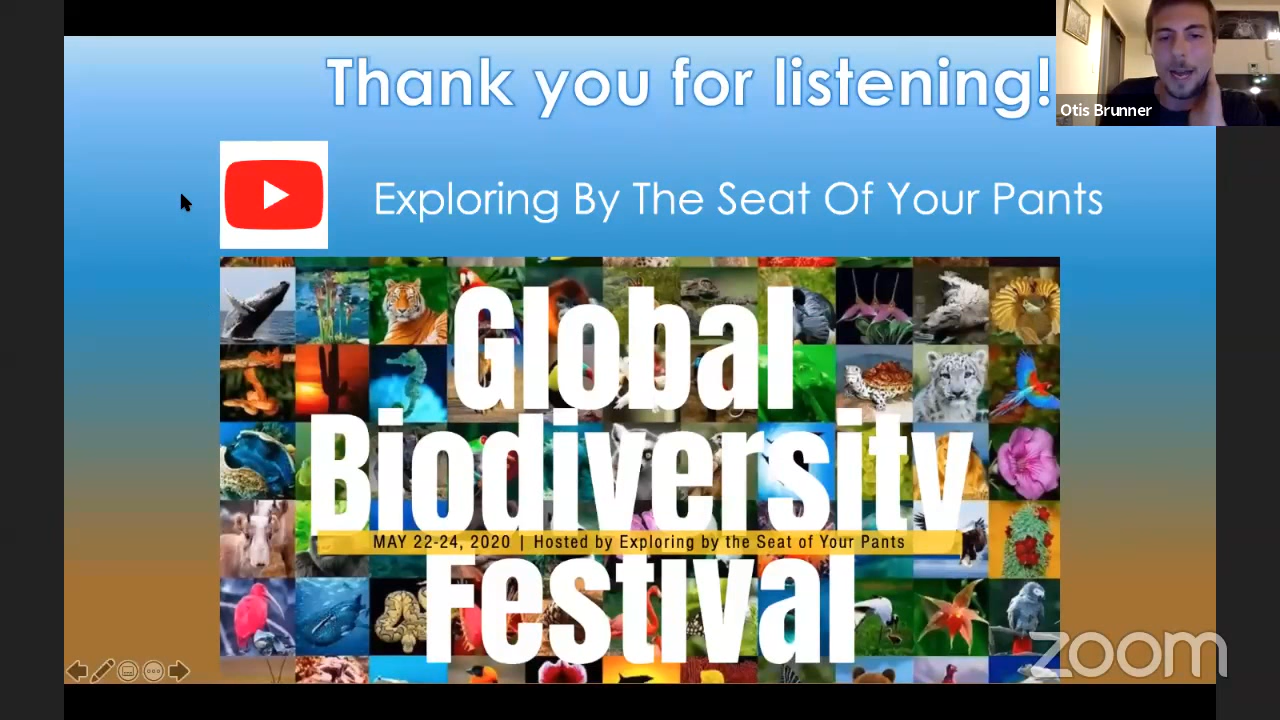 Thank you for listening!
Otis Brunner
Exploring By The Seat Of Your Pants
Global
Biodiversity
MAY 22-24, 2020 | Hosted by Exploring by the Seat of Your Pants
Festival
zoom